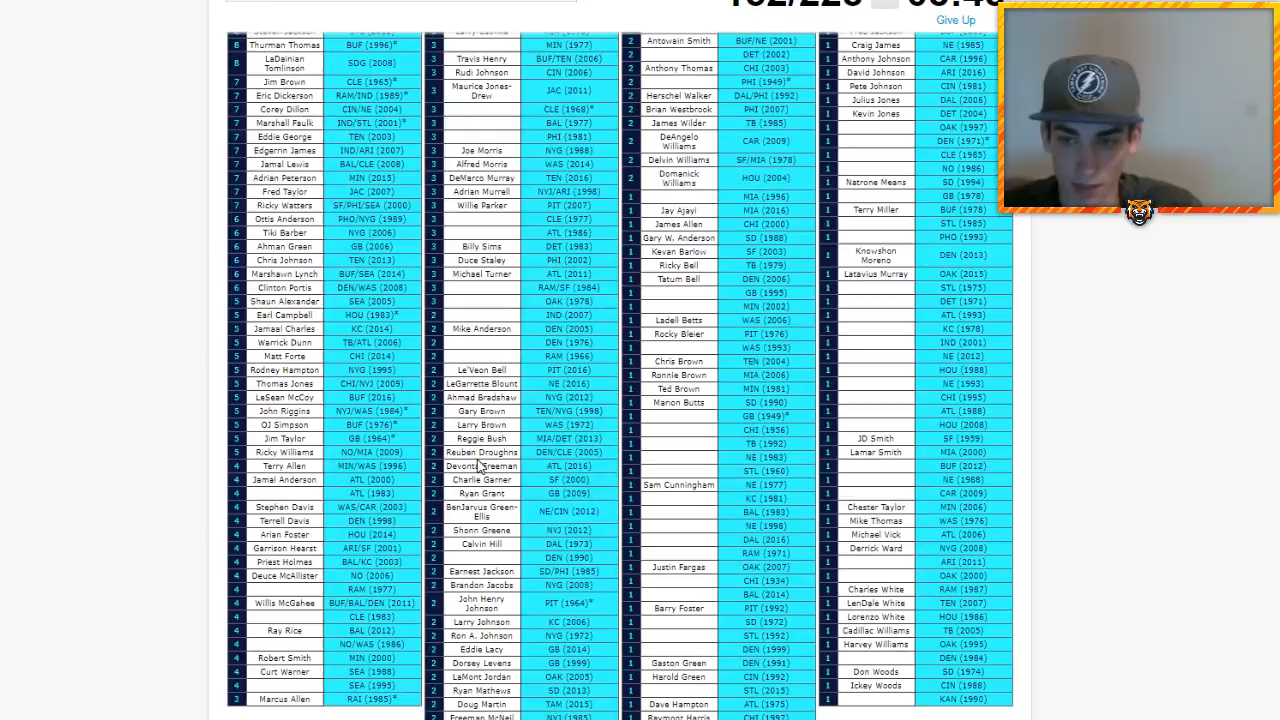 Give Up
8 Thurman Thomas BUF (1996)*
8 LaDainian Tomlinson SDG (2008)
7 Jim Brown CLE (1965)*
7 Eric Dickerson RAM/IND (1989)*
7 Corey Dillon CIN/NE (2004)
7 Marshall Faulk IND/STL (2001)*
7 Eddie George TEN (2003)
7 Edgerrin James IND/ARI (2007)
7 Jamal Lewis BAL/CLE (2008)
7 Adrian Peterson MIN (2015)
7 Fred Taylor JAC (2007)
7 Ricky Watters SF/PHI/SEA (2000)
6 Ottis Anderson PHO/NYG (1989)
6 Tiki Barber NYG (2006)
6 Ahman Green GB (2006)
6 Chris Johnson TEN (2013)
6 Marshawn Lynch BUF/SEA (2014)
6 Clinton Portis DEN/WAS (2008)
5 Shaun Alexander SEA (2005)
5 Earl Campbell HOU (1983)*
5 Jamaal Charles KC (2014)
5 Warrick Dunn TB/ATL (2006)
5 Matt Forte CHI (2014)
5 Rodney Hampton NYG (1995)
5 Thomas Jones CHI/NYJ (2009)
5 LeSean McCoy BUF (2016)
5 John Riggins NYJ/WAS (1984)*
5 OJ Simpson BUF (1976)*
5 Jim Taylor GB (1964)*
5 Ricky Williams NO/MIA (2009)
4 Terry Allen MIN/WAS (1996)
4 Jamal Anderson ATL (2000)
4 ATL (1983)
4 Stephen Davis WAS/CAR (2003)
4 Terrell Davis DEN (1998)
4 Arian Foster HOU (2014)
4 Garrison Hearst ARI/SF (2001)
4 Priest Holmes BAL/KC (2003)
4 Deuce McAllister NO (2006)
4 RAM (1977)
4 Willis McGahee BUF/BAL/DEN (2011)
4 CLE (1983)
4 Ray Rice BAL (2012)
4 NO/WAS (1986)
4 Robert Smith MIN (2000)
4 Curt Warner SEA (1988)
4 SEA (1995)
3 Marcus Allen RAI (1985)*
3 MIN (1977)
3 Travis Henry BUF/TEN (2006)
3 Rudi Johnson CIN (2006)
3 Maurice Jones-Drew JAC (2011)
3 CLE (1968)*
3 BAL (1977)
3 PHI (1981)
3 Joe Morris NYG (1988)
3 Alfred Morris WAS (2014)
3 DeMarco Murray TEN (2016)
3 Adrian Murrell NYJ/ARI (1998)
3 Willie Parker PIT (2007)
3 CLE (1977)
3 ATL (1986)
3 Billy Sims DET (1983)
3 Duce Staley PHI (2002)
3 Michael Turner ATL (2011)
3 RAM/SF (1984)
3 OAK (1978)
2 IND (2007)
2 Mike Anderson DEN (2005)
2 DEN (1976)
2 RAM (1966)
2 Le'Veon Bell PIT (2016)
2 LeGarrette Blount NE (2016)
2 Ahmad Bradshaw NYG (2012)
2 Gary Brown TEN/NYG (1998)
2 Larry Brown WAS (1972)
2 Reggie Bush MIA/DET (2013)
2 Reuben Droughns DEN/CLE (2005)
2 Freeman ATL (2016)
2 Charlie Garner SF (2000)
2 Ryan Grant GB (2009)
2 BenJarvus Green-Ellis NE/CIN (2012)
2 Shonn Greene NYJ (2012)
2 Calvin Hill DAL (1973)
2 DEN (1990)
2 Earnest Jackson SD/PHI (1985)
2 Brandon Jacobs NYG (2008)
2 John Henry Johnson PIT (1964)*
2 Larry Johnson KC (2006)
2 Ron A. Johnson NYG (1972)
2 Eddie Lacy GB (2014)
2 Dorsey Levens GB (1999)
2 LaMont Jordan OAK (2005)
2 Ryan Mathews SD (2013)
2 Doug Martin TAM (2015)
2 Freeman McNeil NYJ (1985)
2 Antowain Smith BUF/NE (2001)
2 DET (2002)
2 Anthony Thomas CHI (2003)
2 PHI (1949)*
2 Herschel Walker DAL/PHI (1992)
2 Brian Westbrook PHI (2007)
2 James Wilder TB (1985)
2 DeAngelo Williams CAR (2009)
2 Delvin Williams SF/MIA (1978)
2 Domanick Williams HOU (2004)
1 MIA (1996)
1 Jay Ajayi MIA (2016)
1 James Allen CHI (2000)
1 Gary W. Anderson SD (1988)
1 Kevan Barlow SF (2003)
1 Ricky Bell TB (1979)
1 Tatum Bell DEN (2006)
1 GB (1995)
1 MIN (2002)
1 Ladell Betts WAS (2006)
1 Rocky Bleier PIT (1976)
1 WAS (1993)
1 Chris Brown TEN (2004)
1 Ronnie Brown MIA (2006)
1 Ted Brown MIN (1981)
1 Marion Butts SD (1990)
1 GB (1949)*
1 CHI (1956)
1 TB (1992)
1 NE (1983)
1 STL (1960)
1 Sam Cunningham NE (1977)
1 KC (1981)
1 BAL (1983)
1 NE (1998)
1 DAL (2016)
1 RAM (1971)
1 Justin Fargas OAK (2007)
1 CHI (1934)
1 BAL (2014)
1 Barry Foster PIT (1992)
1 SD (1972)
1 STL (1992)
1 DEN (1999)
1 Gaston Green DEN (1991)
1 Harold Green CIN (1992)
1 STL (2015)
1 Dave Hampton ATL (1975)
1 Raymont Harris CHI (1997)
1 Craig James NE (1985)
1 Anthony Johnson CAR (1996)
1 David Johnson ARI (2016)
1 Pete Johnson CIN (1981)
1 Julius Jones DAL (2006)
1 Kevin Jones DET (2004)
1 OAK (1997)
1 DEN (1971)*
1 CLE (1985)
1 NO (1986)
1 Natrone Means SD (1994)
1 GB (1978)
1 Terry Miller BUF (1978)
1 STL (1985)
1 PHO (1993)
1 Knowshon Moreno DEN (2013)
1 Latavius Murray OAK (2015)
1 STL (1975)
1 DET (1971)
1 ATL (1993)
1 KC (1978)
1 IND (2001)
1 NE (2012)
1 HOU (1988)
1 NE (1993)
1 CHI (1995)
1 ATL (1988)
1 HOU (2008)
1 JD Smith SF (1959)
1 Lamar Smith MIA (2000)
1 BUF (2012)
1 NE (1988)
1 CAR (2009)
1 Chester Taylor MIN (2006)
1 Mike Thomas WAS (1976)
1 Michael Vick ATL (2006)
1 Derrick Ward NYG (2008)
1 ARI (2011)
1 OAK (2000)
1 Charles White RAM (1987)
1 LenDale White TEN (2007)
1 Lorenzo White HOU (1986)
1 Cadillac Williams TB (2005)
1 Harvey Williams OAK (1995)
1 DEN (1984)
1 Don Woods SD (1974)
1 Ickey Woods CIN (1988)
1 KAN (1990)